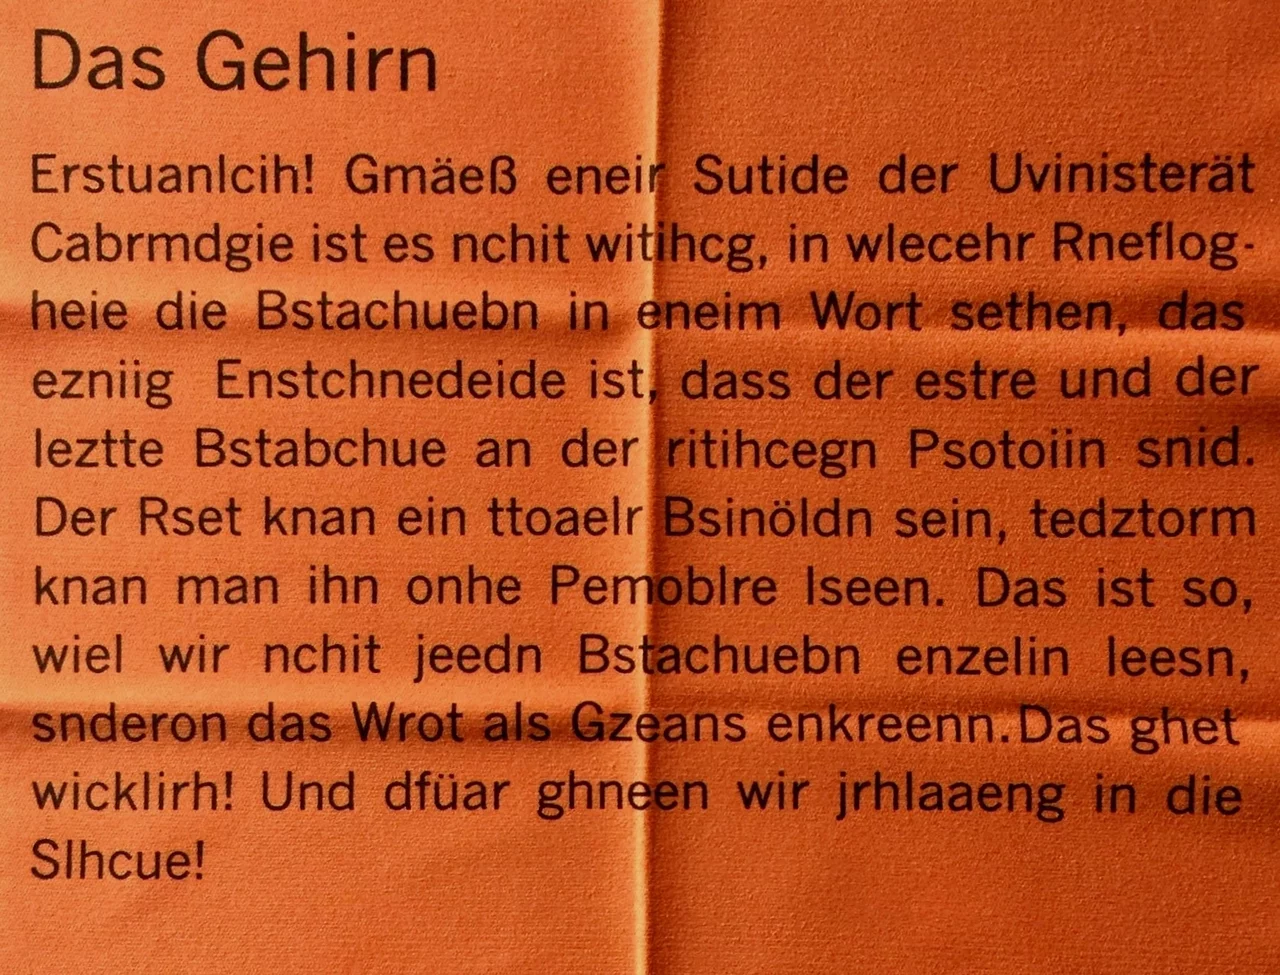 Das Gehirn
Erstuanlcih! Gmäeß eneir Sutide der Uvinisterät
Cabrmdgie ist es nchit witihcg, in wlecehr Rneflog-
heie die Bstachuebn in eneim Wort sethen, das
ezniig Enstchnedeide ist, dass der estre und der
leztte Bstabchue an der ritihcegn Psotoiin snid.
Der Rset knan ein ttoaelr Bsinöldn sein, tedztorm
knan man ihn onhe Pemoblre lseen. Das ist so,
wiel wir nchit jeedn Bstachuebn enzelin leesn,
snderon das Wrot als Gzeans enkreenn.Das ghet
wicklirh! Und dfüar ghneen wir jrhlaaeng in die
Slhcue!